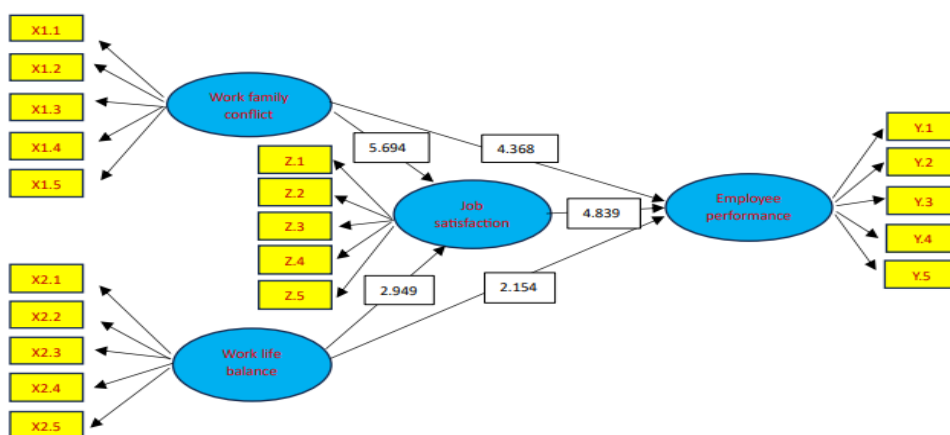 X1.1
X1.2
X1.3
X1.4
X1.5
Work family
conflict
5.694
4.368
Z.1
Z.2
Z.3
Z.4
Z.5
Job
satisfaction
4.839
Employee
performance
Y.1
Y.2
Y.3
Y.4
Y.5
2.949
2.154
X2.1
X2.2
X2.3
X2.4
X2.5
Work life
balance